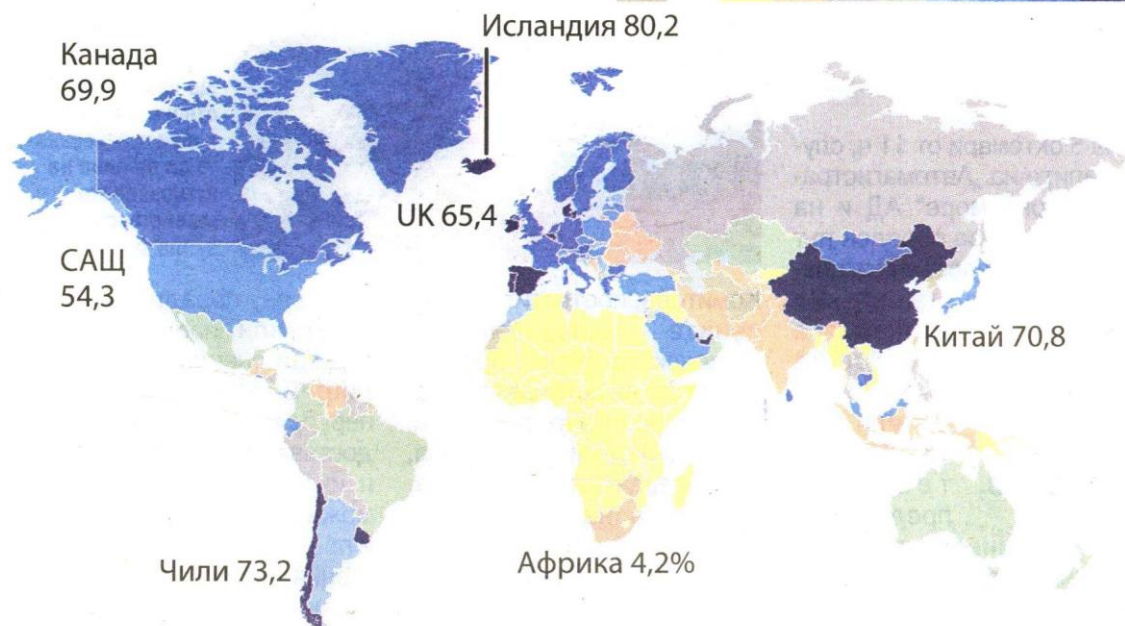 Исландия 80,2
Канада
69,9
UK 65,4
САЩ
54,3
Китай 70,8
Чили 73,2
Африка 4,2%